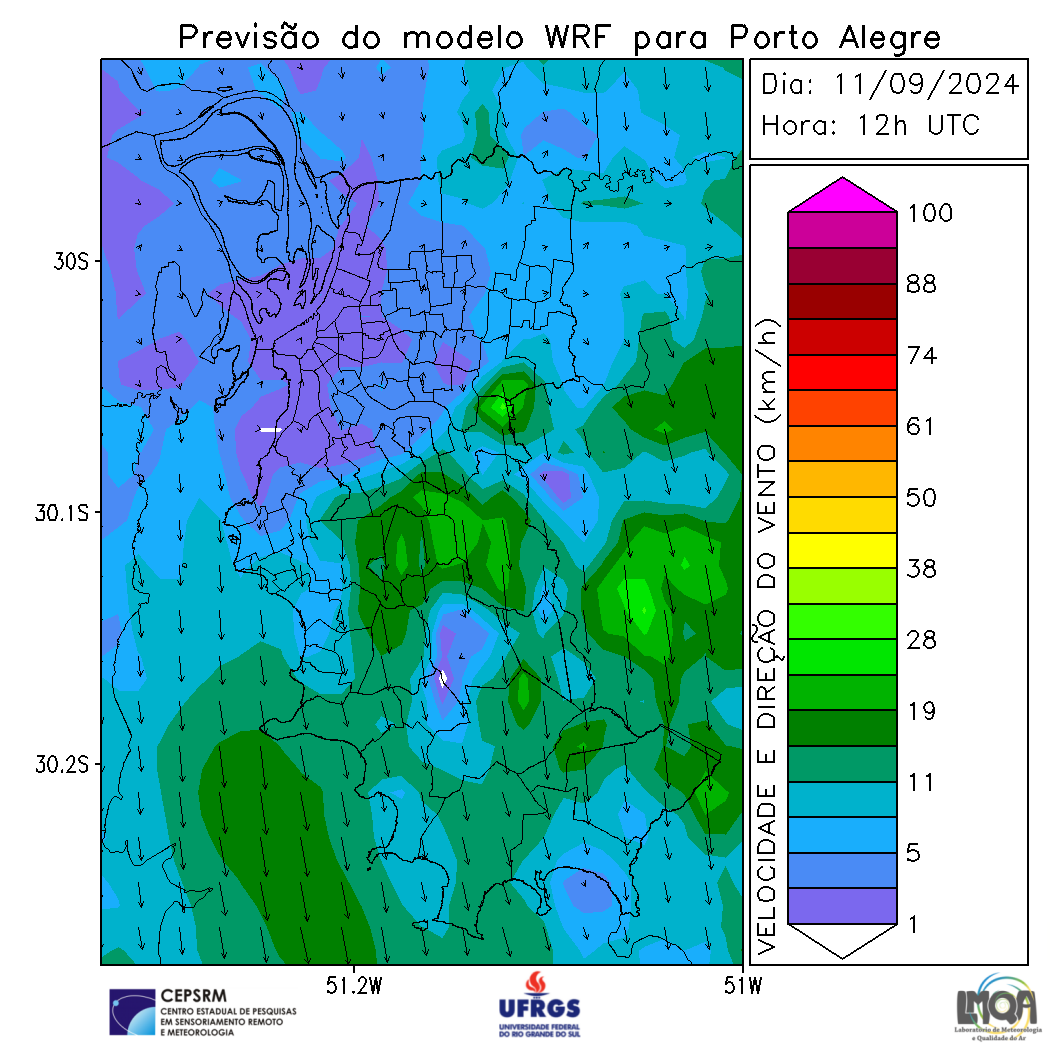 Previsão do modelo WRF para Porto Alegre
Dia: 11/09/2024
Hora: 12h UTC
30S
30.1S
30.2S
51.2W
51W
VELOCIDADE E DIREÇÃO DO VENTO (km/h)
100
88
74
61
50
38
28
19
11
5
1
CEPSRM
CENTRO ESTADUAL DE PESQUISAS
EM SENSORIAMENTO REMOTO
E METEOROLOGIA
UFRGS
UNIVERSIDADE FEDERAL
DO RIO GRANDE DO SUL
LMQA
Laboratório de Meteorologia
e Qualidade do Ar